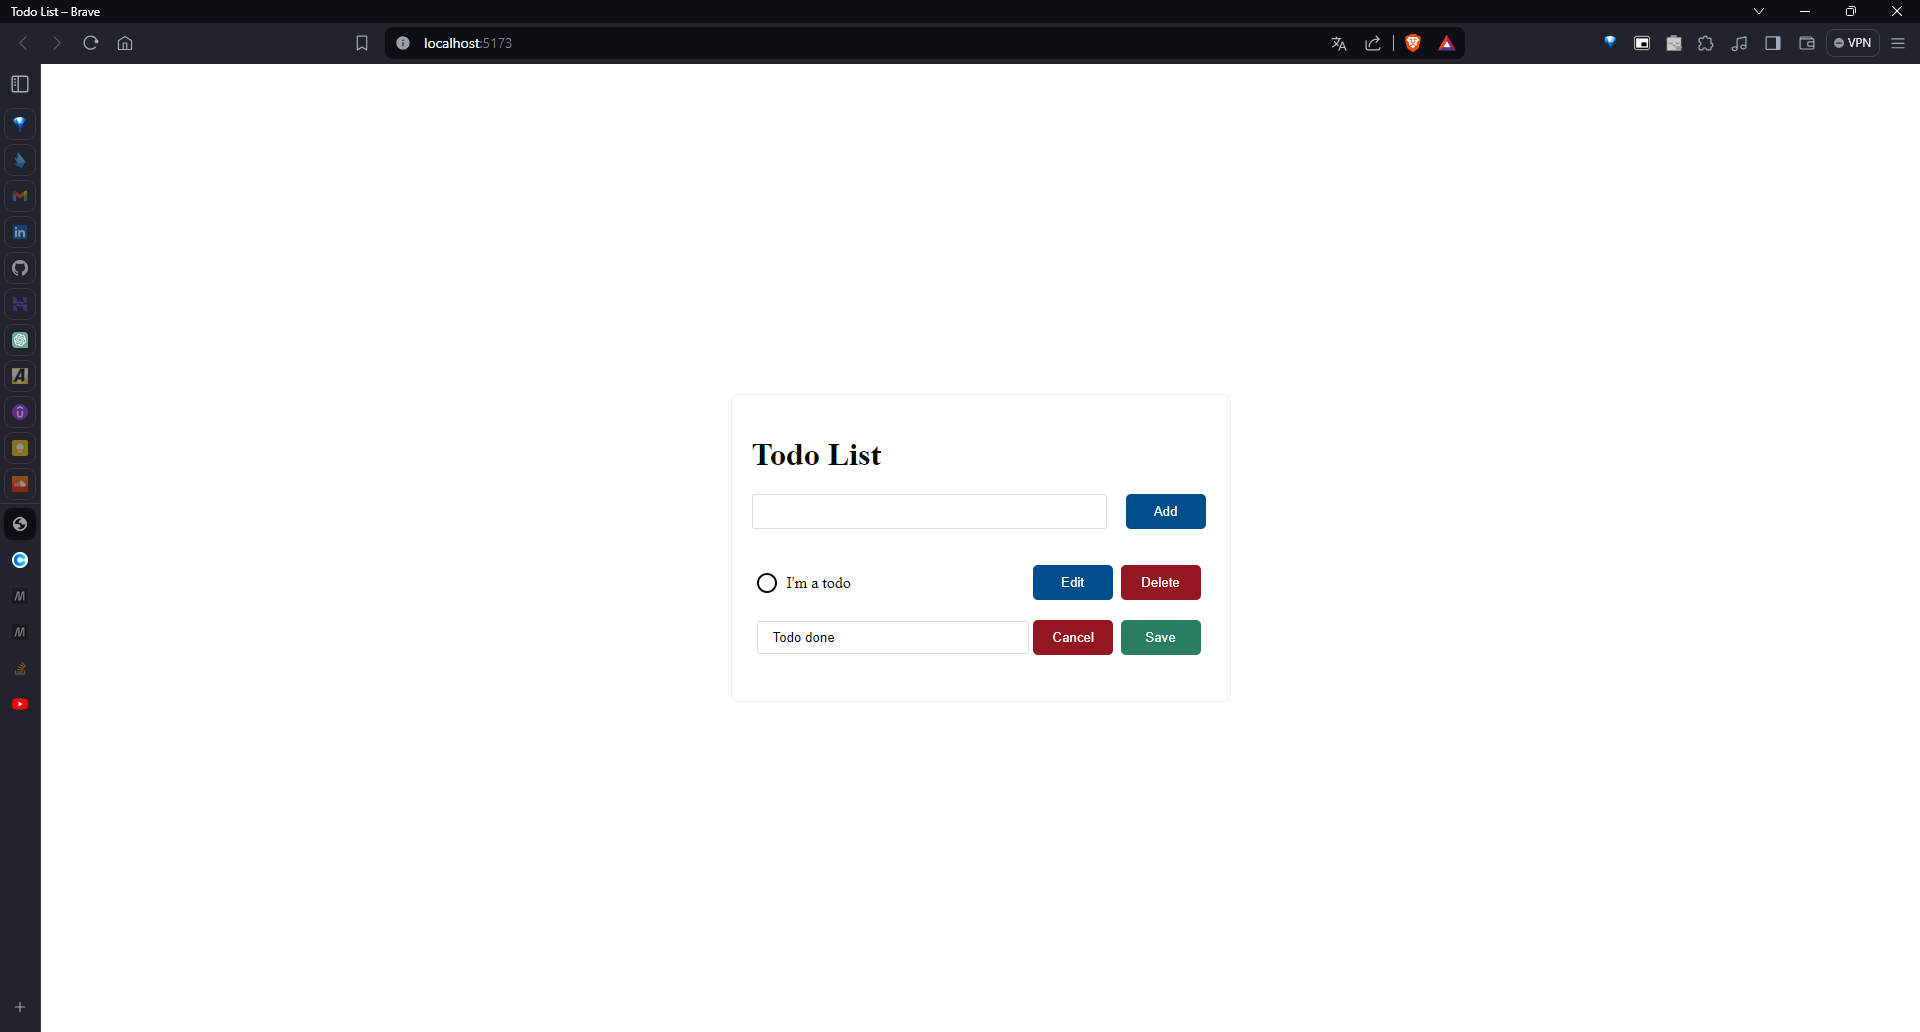 Todo List – Brave
localhost:5173
VPN
Todo List
Add
I'm a todo
Edit
Delete
Todo done
Cancel
Save